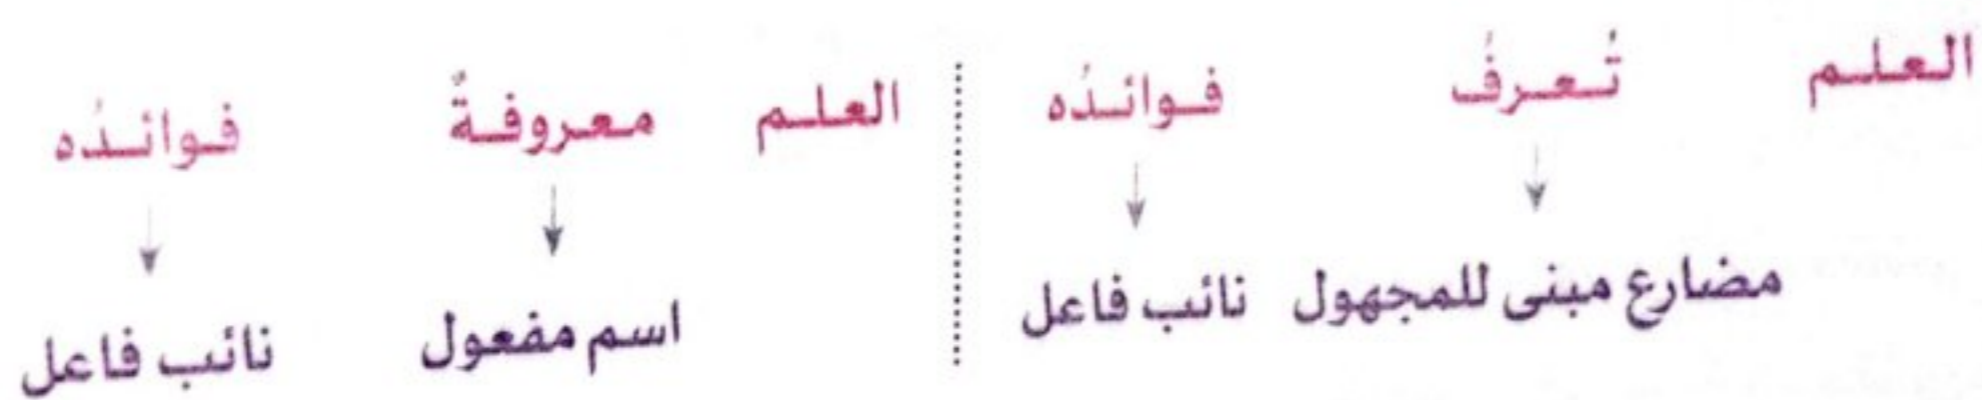 العلم تُعرفُ فوائدُه
مضارع مبنى للمجهول نائب فاعل
العلم معروفةٌ فوائدُه
اسم مفعول نائب فاعل